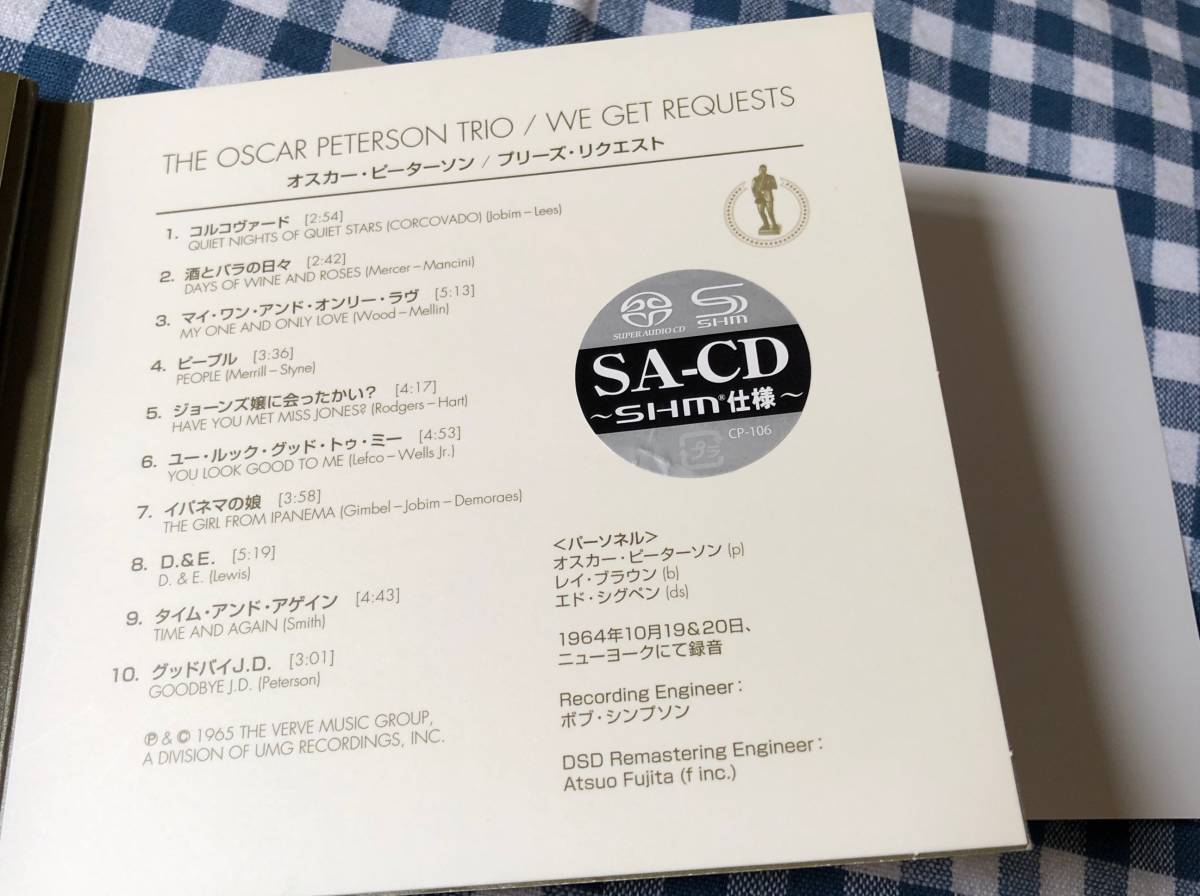 THE OSCAR PETERSON TRIO / WE GET REQUESTS
オスカー・ピーターソン / プリーズ・リクエスト
1. コルコヴァード [2:54]
QUIET NIGHTS OF QUIET STARS (CORCOVADO) (Jobim – Lees)
2. 酒とバラの日々 [2:42]
DAYS OF WINE AND ROSES (Mercer – Mancini)
3. マイ・ワン・アンド・オンリー・ラヴ [5:13]
MY ONE AND ONLY LOVE (Wood – Mellin)
4. ピープル [3:36]
PEOPLE (Merrill – Styne)
5. ジョーンズ嬢に会ったかい? [4:17]
HAVE YOU MET MISS JONES? (Rodgers – Hart)
6. ユー・ルック・グッド・トゥ・ミー [4:53]
YOU LOOK GOOD TO ME (Lefco – Wells Jr.)
7. イパネマの娘 [3:58]
THE GIRL FROM IPANEMA (Gimbel – Jobim – Demoraes)
8. D.&E. [5:19]
D. & E. (Lewis)
9. タイム・アンド・アゲイン [4:43]
TIME AND AGAIN (Smith)
10. グッドバイJ.D. [3:01]
GOODBYE J.D. (Peterson)
℗ & © 1965 THE VERVE MUSIC GROUP,
A DIVISION OF UMG RECORDINGS, INC.
SUPER AUDIO CD
SHM
SA-CD
~SHM®仕様~
CP-106
プラ
<パーソネル>
オスカー・ピーターソン (p)
レイ・ブラウン (b)
エド・シグペン (ds)
1964年10月19&20日、
ニューヨークにて録音
Recording Engineer :
ボブ・シンプソン
DSD Remastering Engineer :
Atsuo Fujita (f inc.)